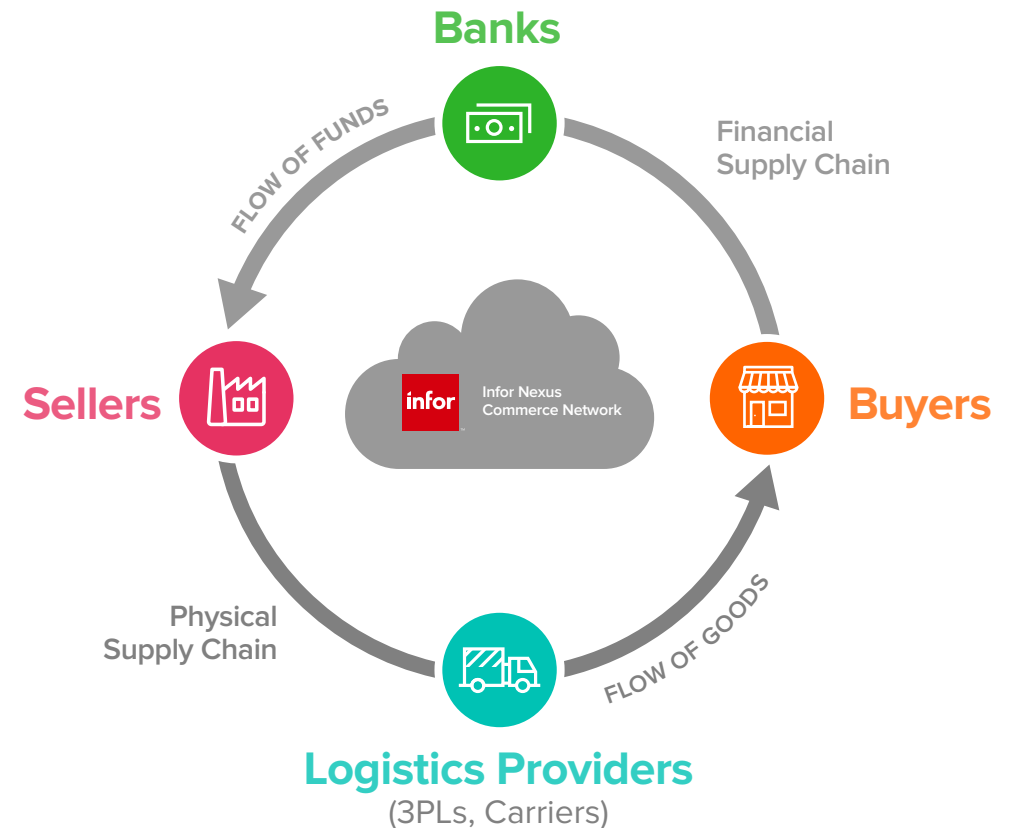 Banks
FLOW OF FUNDS
Financial
Supply Chain
Sellers
infor
Infor Nexus
Commerce Network
Buyers
Physical
Supply Chain
FLOW OF GOODS
Logistics Providers
(3PLs, Carriers)